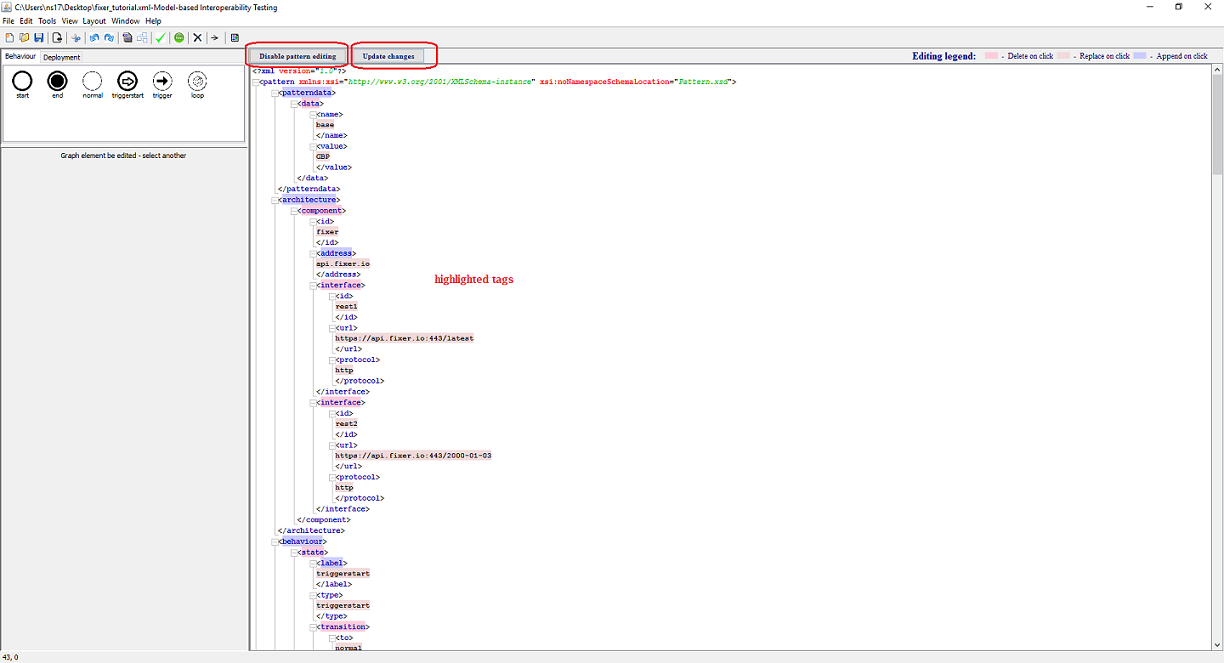 C:\Users\ns17\Desktop\fixer_tutorial.xml-Model-based Interoperability Testing
File Edit Tools View Layout Window Help
Behaviour Deployment
start end normal triggerstart trigger loop
Graph element be edited - select another
Disable pattern editing Update changes
Editing legend: - Delete on click - Replace on click - Append on click
<?xml version="1.0"?>
<pattern xmlns:xsi="http://www.w3.org/2001/XMLSchema-instance" xsi:noNamespaceSchemaLocation="Pattern.xsd">
<patterndata>
<data>
<name>
base
</name>
<value>
GBP
</value>
</data>
</patterndata>
<architecture>
<component>
<id>
fixer
</id>
<address>
api.fixer.io
</address>
highlighted tags
<interface>
<id>
rest1
</id>
<url>
https://api.fixer.io:443/latest
</url>
<protocol>
http
</protocol>
</interface>
<interface>
<id>
rest2
</id>
<url>
https://api.fixer.io:443/2000-01-03
</url>
<protocol>
http
</protocol>
</interface>
</component>
</architecture>
<behaviour>
<state>
<label>
triggerstart
</label>
<type>
triggerstart
</type>
<transition>
<to>
normal
43, 0